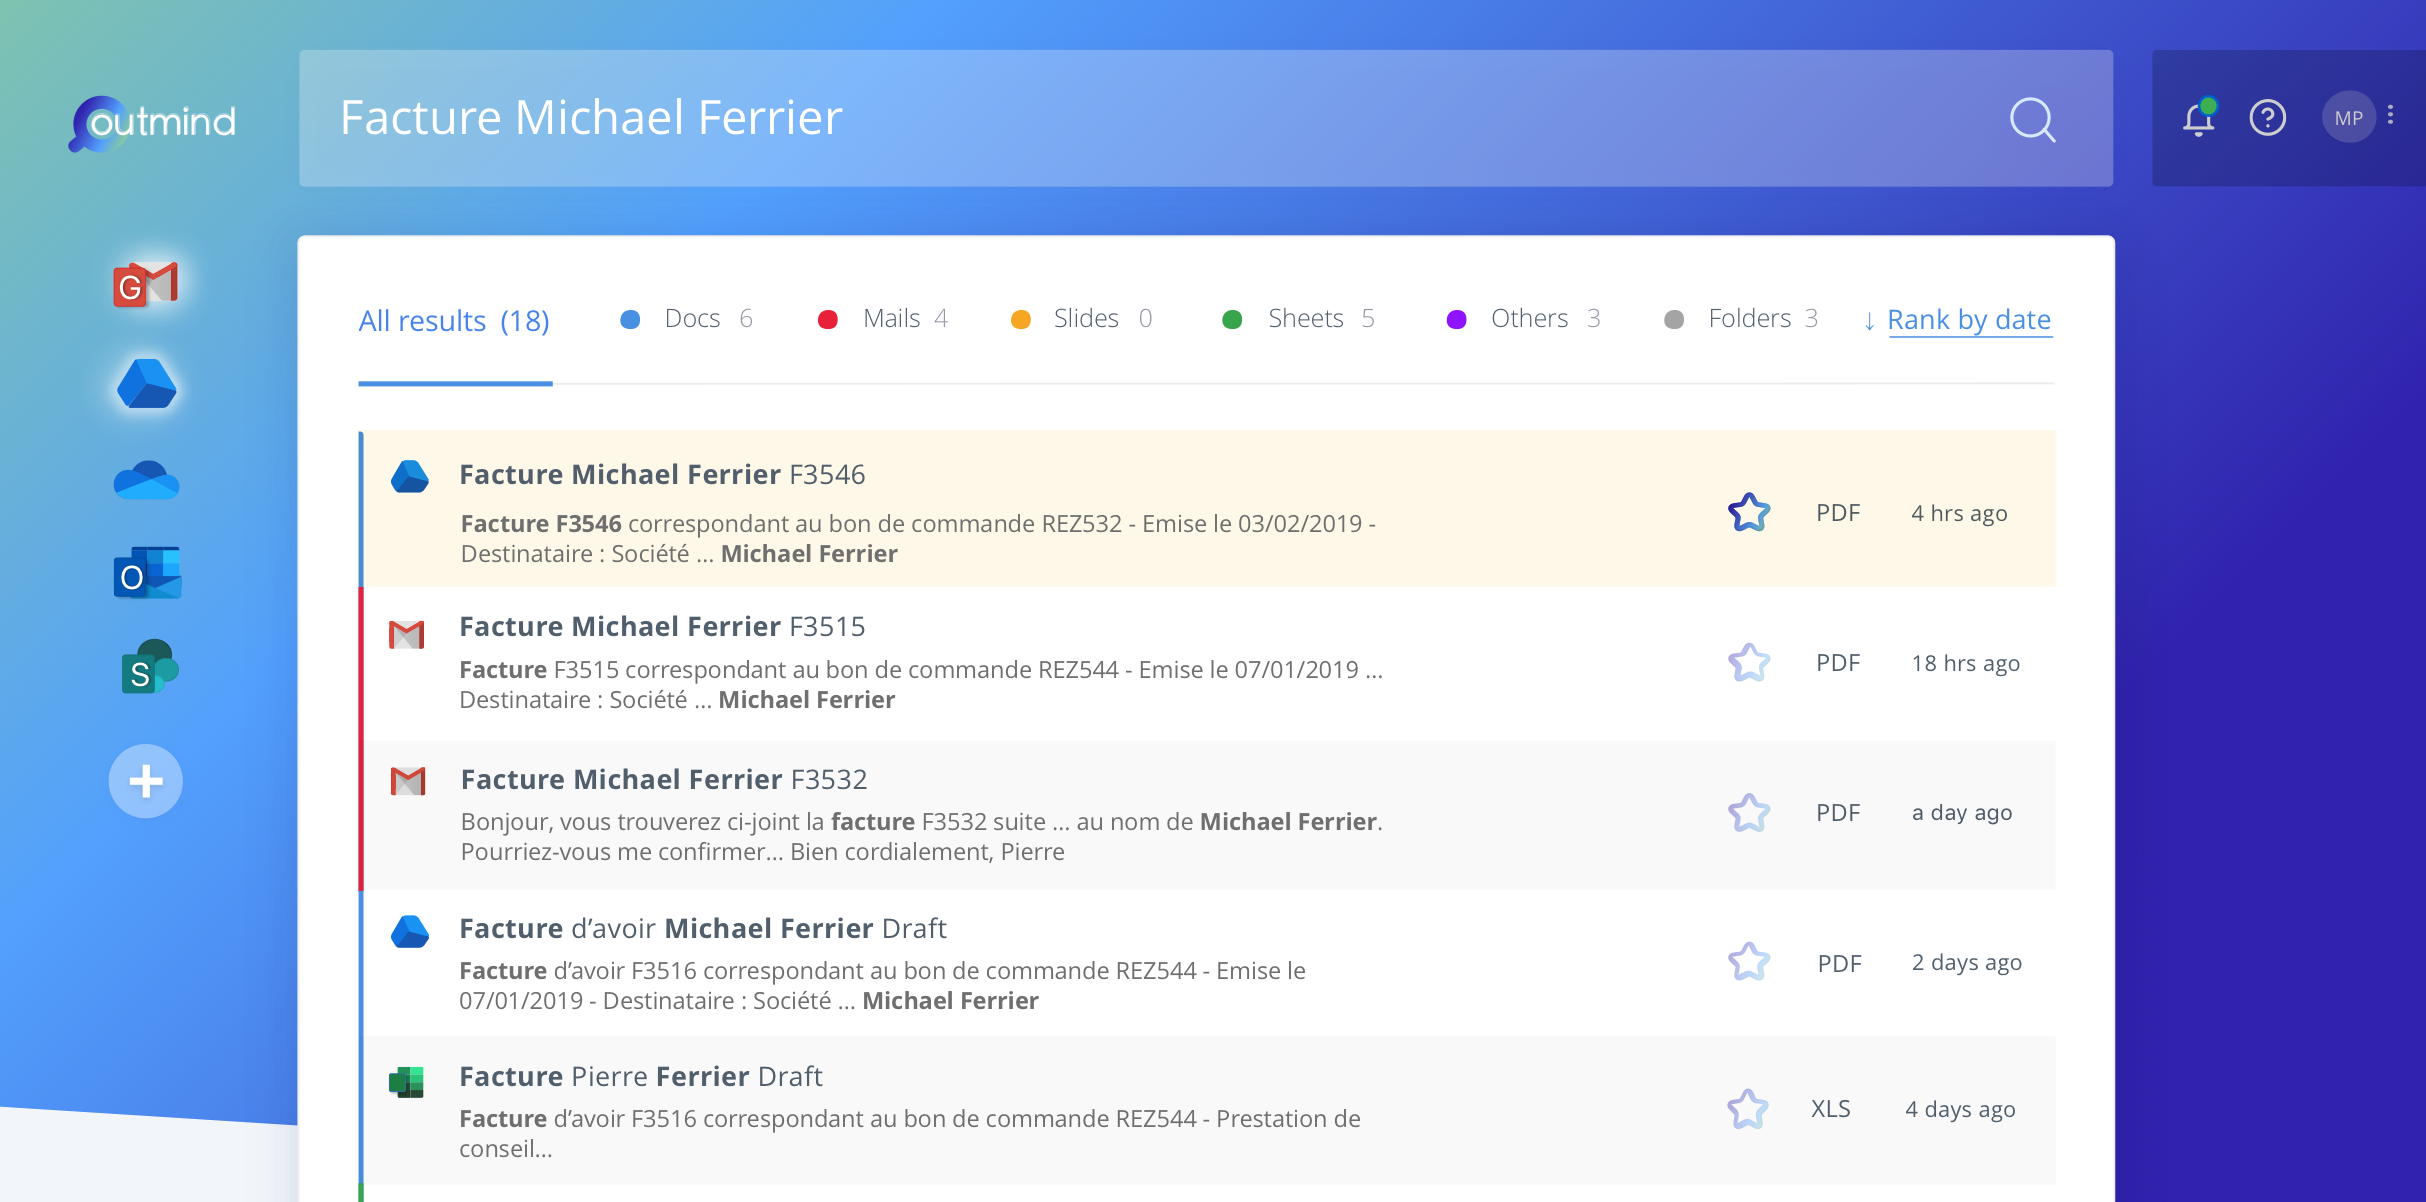 outmind
Facture Michael Ferrier
MP
G
O
S
All results (18)
Docs 6
Mails 4
Slides 0
Sheets 5
Others 3
Folders 3
↓ Rank by date
Facture Michael Ferrier F3546
Facture F3546 correspondant au bon de commande REZ532 - Emise le 03/02/2019 -
Destinataire : Société ... Michael Ferrier
PDF
4 hrs ago
Facture Michael Ferrier F3515
Facture F3515 correspondant au bon de commande REZ544 - Emise le 07/01/2019 ...
Destinataire : Société ... Michael Ferrier
PDF
18 hrs ago
Facture Michael Ferrier F3532
Bonjour, vous trouverez ci-joint la facture F3532 suite ... au nom de Michael Ferrier.
Pourriez-vous me confirmer... Bien cordialement, Pierre
PDF
a day ago
Facture d’avoir Michael Ferrier Draft
Facture d’avoir F3516 correspondant au bon de commande REZ544 - Emise le
07/01/2019 - Destinataire : Société ... Michael Ferrier
PDF
2 days ago
Facture Pierre Ferrier Draft
Facture d’avoir F3516 correspondant au bon de commande REZ544 - Prestation de
conseil...
XLS
4 days ago